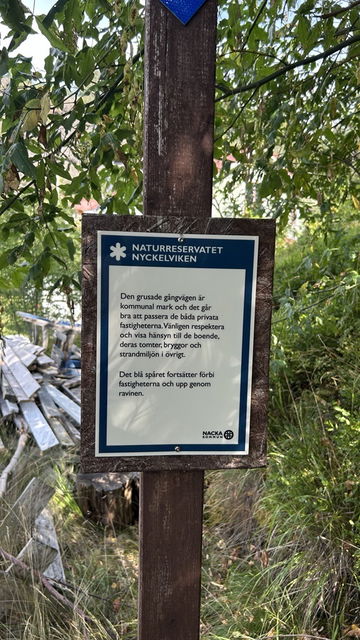 NATURRESERVATET
NYCKELVIKEN
Den grusade gångvägen är
kommunal mark och det går
bra att passera de båda privata
fastigheterna. Vänligen respektera
och visa hänsyn till de boende,
deras tomter, bryggor och
strandmiljön i övrigt.
Det blå spåret fortsätter förbi
fastigheterna och upp genom
ravinen.
NACKA
KOMMUN